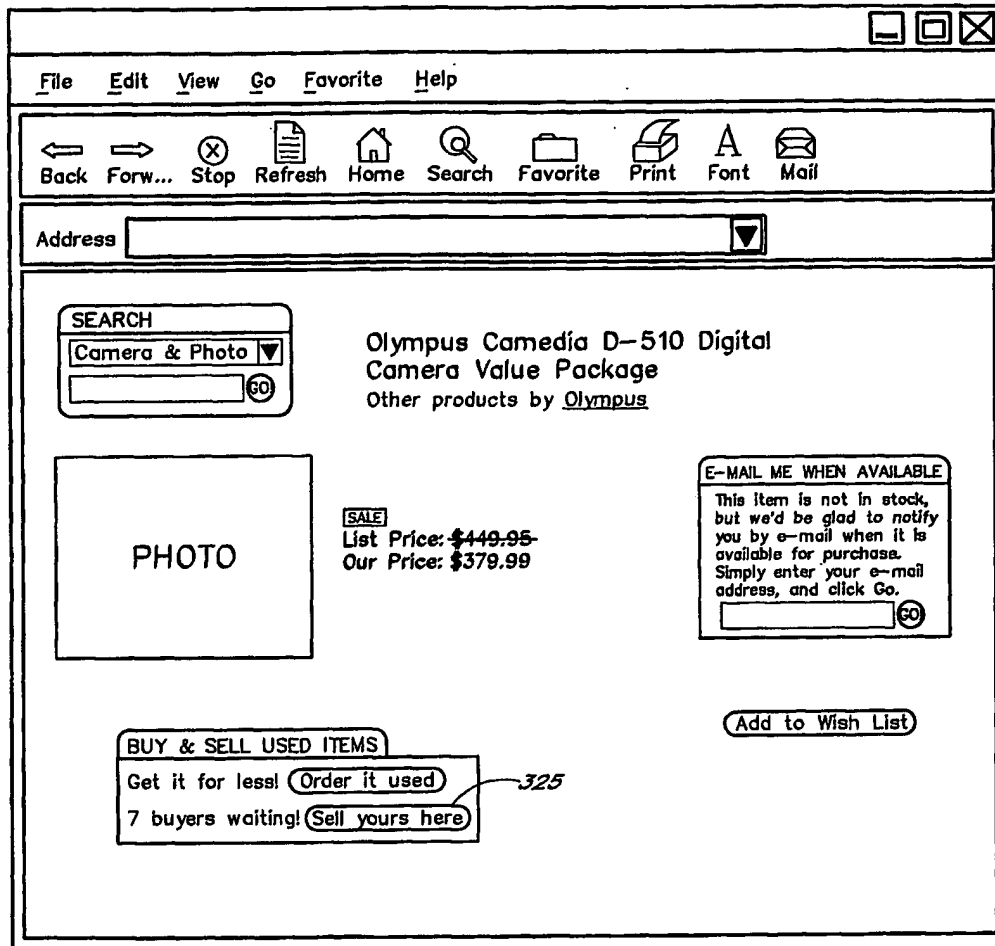 File Edit View Go Favorite Help
Back Forw... Stop Refresh Home Search Favorite Print Font Mail
Address
SEARCH
Camera & Photo
GO
Olympus Camedia D-510 Digital
Camera Value Package
Other products by Olympus
PHOTO
SALE
List Price: $449.95
Our Price: $379.99
E-MAIL ME WHEN AVAILABLE
This item is not in stock,
but we'd be glad to notify
you by e-mail when it is
available for purchase.
Simply enter your e-mail
address, and click Go.
GO
Add to Wish List
BUY & SELL USED ITEMS
Get it for less! Order it used
7 buyers waiting! Sell yours here
325